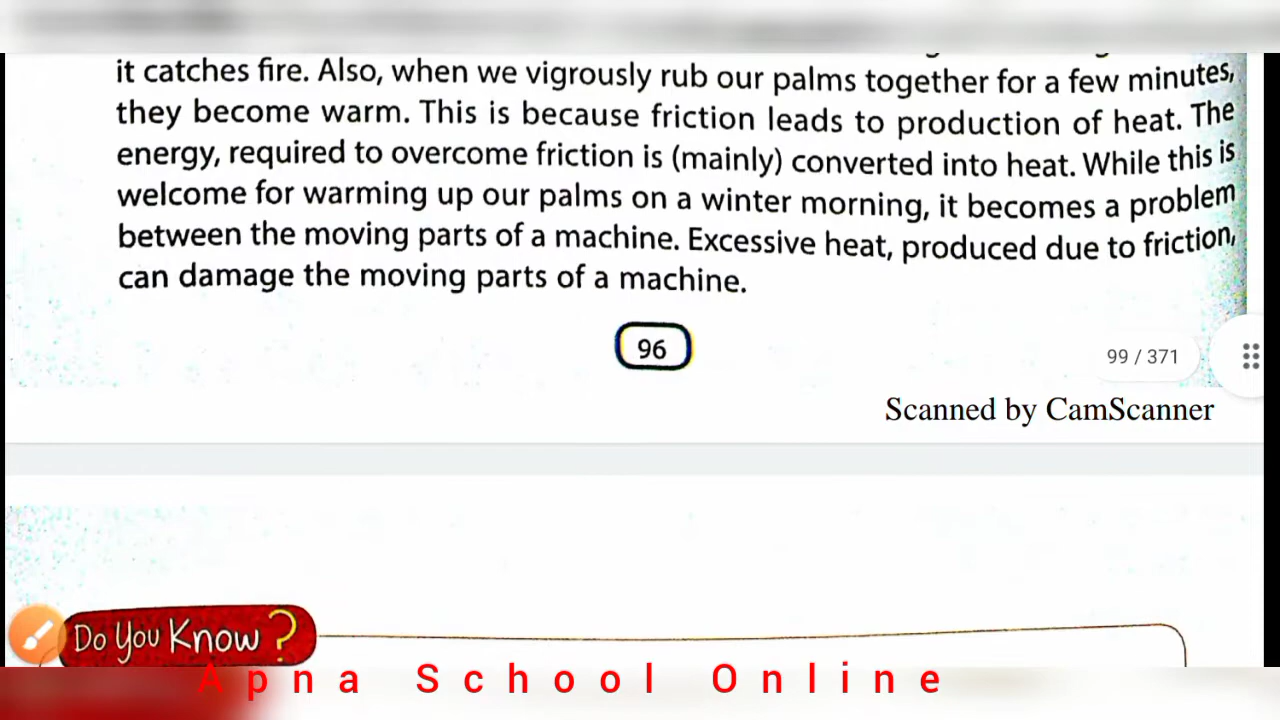 it catches fire. Also, when we vigrously rub our palms together for a few minutes,
they become warm. This is because friction leads to production of heat. The
energy, required to overcome friction is (mainly) converted into heat. While this is
welcome for warming up our palms on a winter morning, it becomes a problem
between the moving parts of a machine. Excessive heat, produced due to friction,
can damage the moving parts of a machine.
96
99 / 371
Scanned by CamScanner
Do You Know ?
Apna School Online